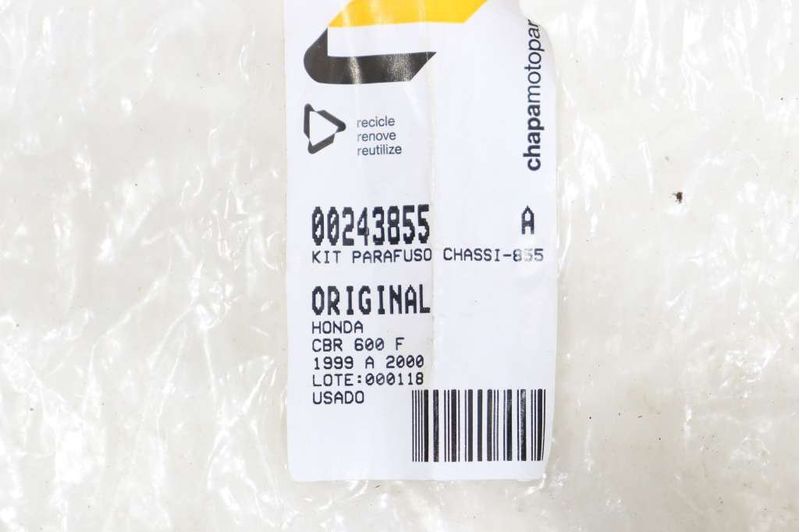 chapamotopar
recicle
renove
reutilize
00243855 A
KIT PARAFUSO CHASSI-855
ORIGINAL
HONDA
CBR 600 F
1999 A 2000
LOTE:000118
USADO